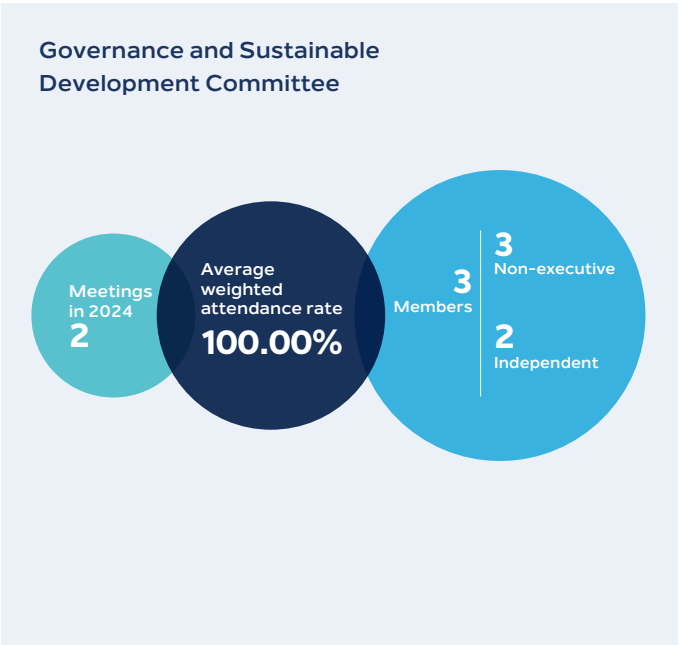 Governance and Sustainable
Development Committee
Meetings
in 2024
2
Average
weighted
attendance rate
100.00%
3
Members
3
Non-executive
2
Independent